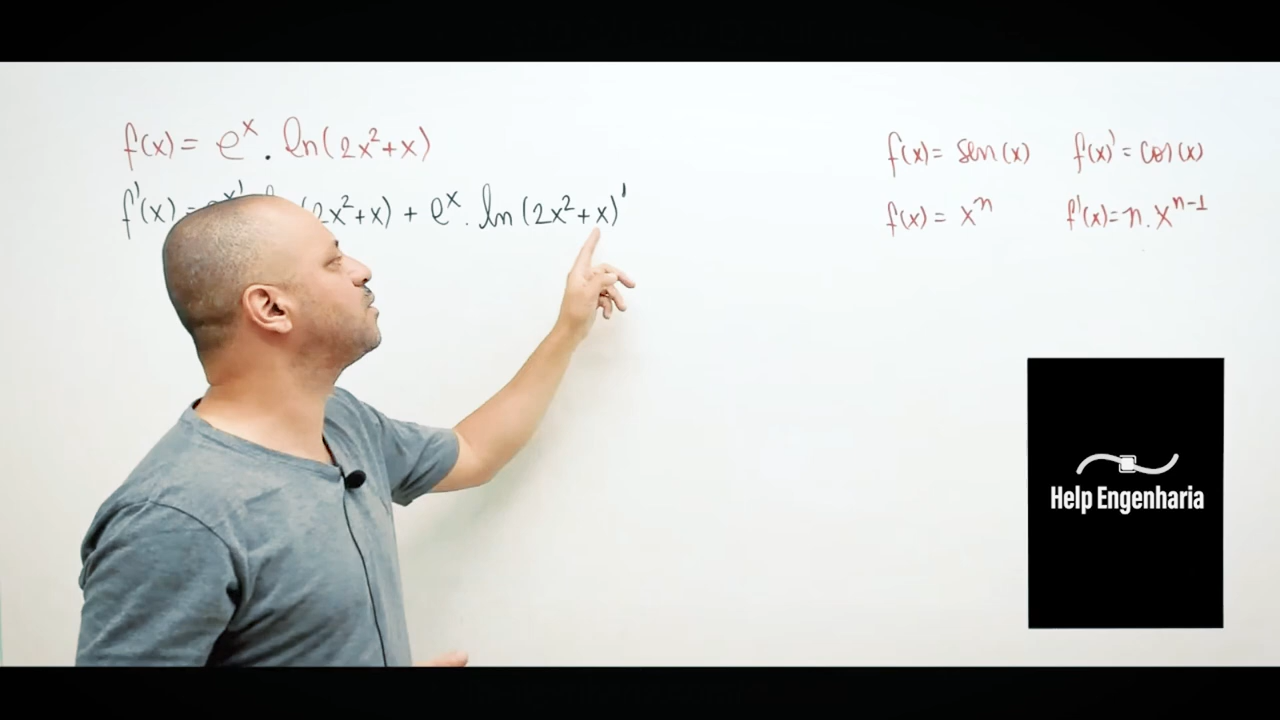 f(x) = e^x . ln(2x²+x)
f'(x) = e^x' (2x²+x) + e^x . ln (2x²+x)'
f(x) = sen(x) f(x)' = cos(x)
f(x) = x^n f'(x) = n.x^{n-1}
Help Engenharia